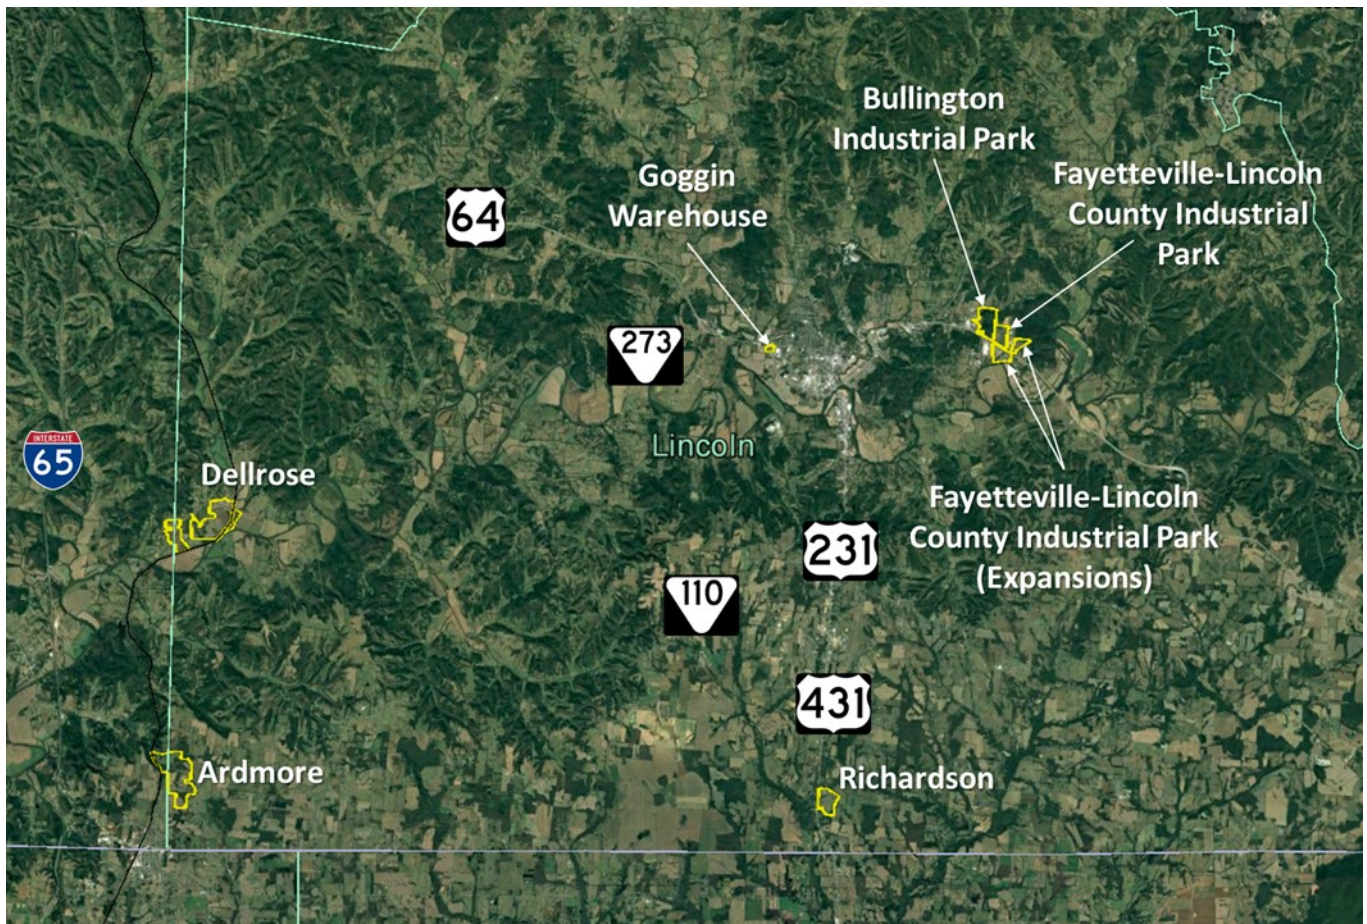 Bullington
Industrial Park
Goggin
Warehouse
Fayetteville-Lincoln
County Industrial
Park
64
273
Lincoln
INTERSTATE
65
Dellrose
Fayetteville-Lincoln
County Industrial Park
(Expansions)
231
110
431
Ardmore
Richardson